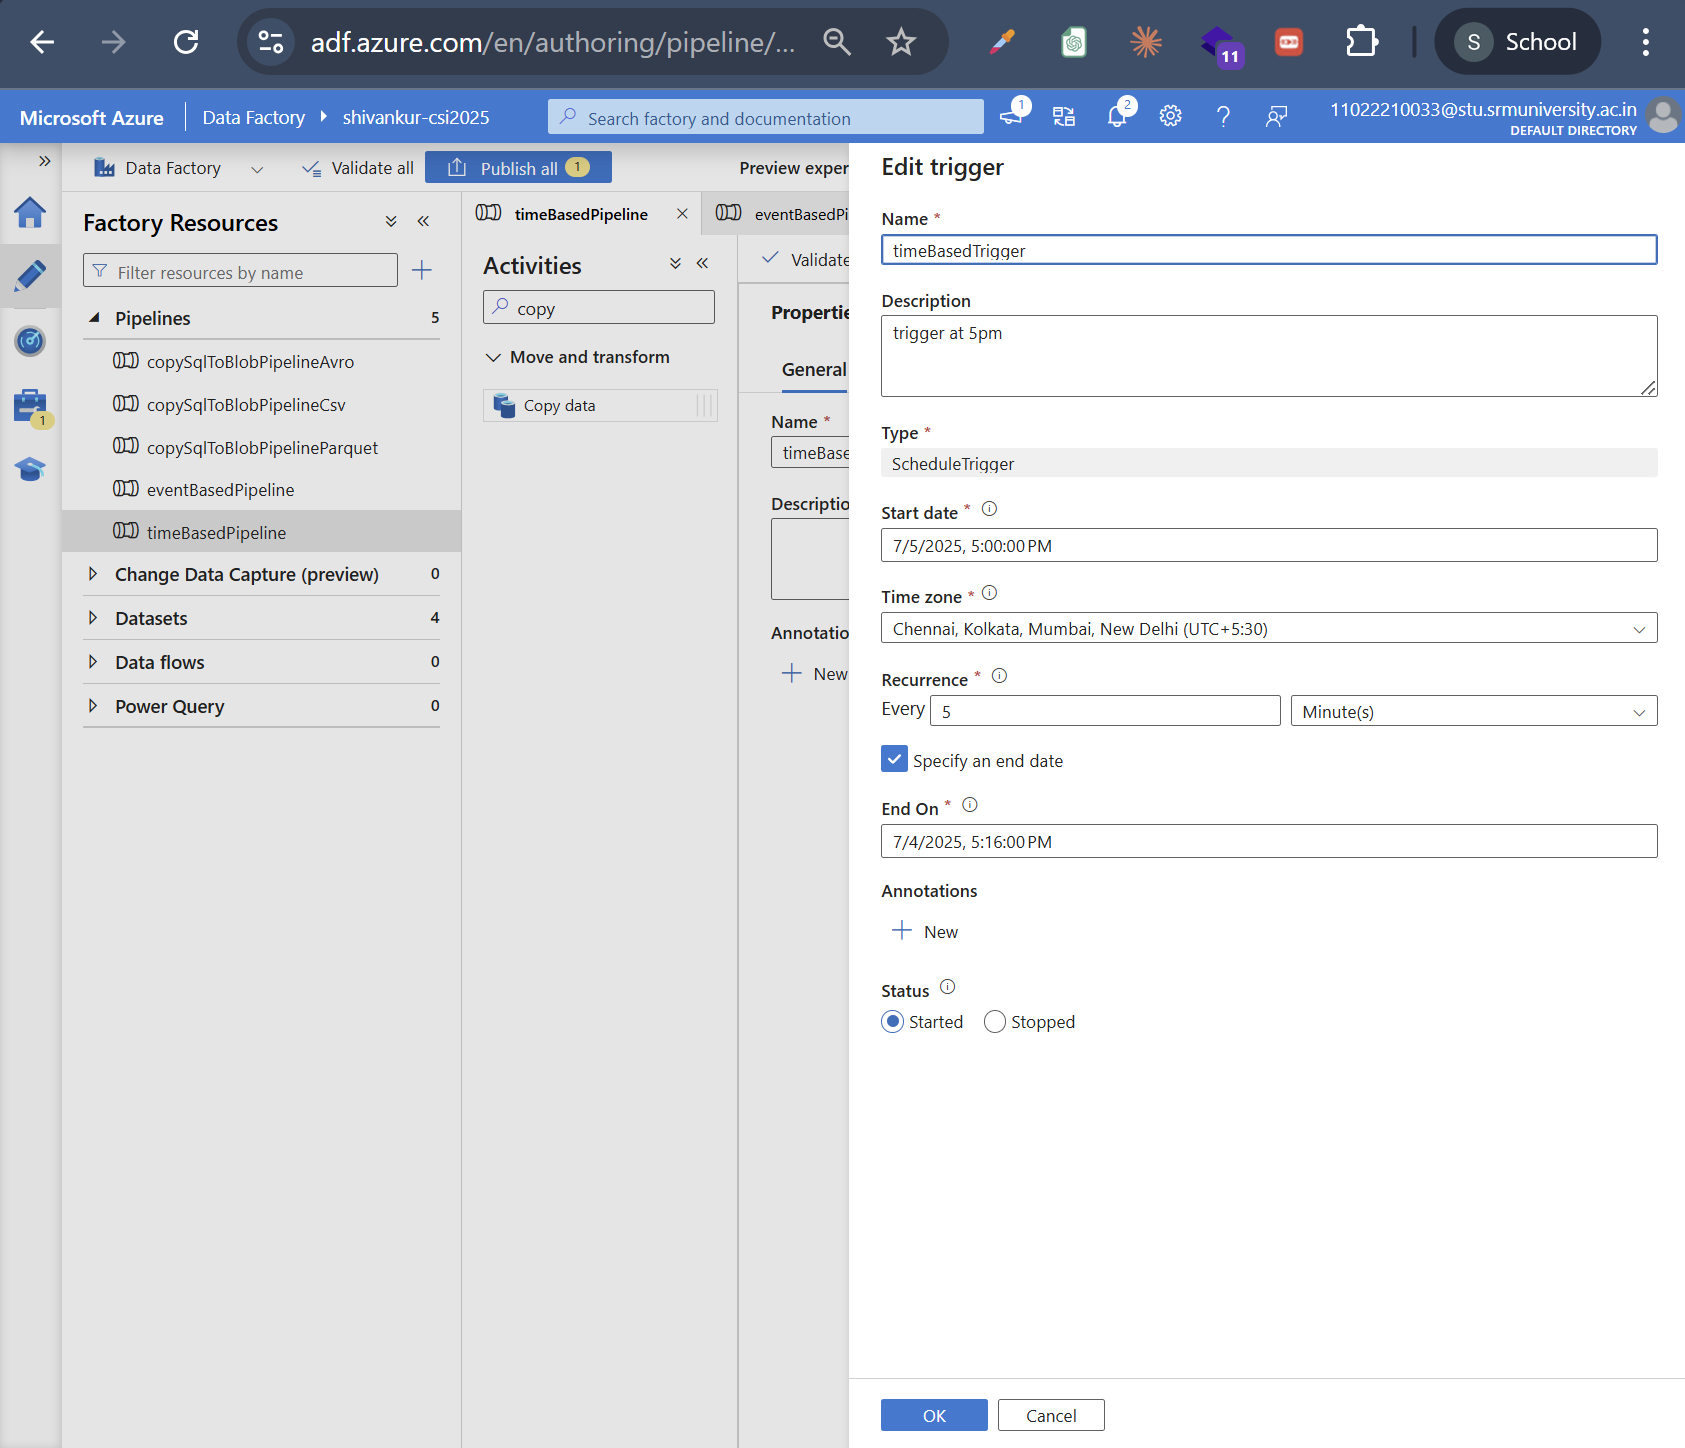 adf.azure.com/en/authoring/pipeline/...
11
S School
Microsoft Azure
Data Factory
shivankur-csi2025
Search factory and documentation
1
2
11022210033@stu.srmuniversity.ac.in
DEFAULT DIRECTORY
Data Factory
Validate all
Publish all 1
Preview exper
Factory Resources
Filter resources by name
Pipelines 5
copySqlToBlobPipelineAvro
copySqlToBlobPipelineCsv
copySqlToBlobPipelineParquet
eventBasedPipeline
timeBasedPipeline
Change Data Capture (preview) 0
Datasets 4
Data flows 0
Power Query 0
1
timeBasedPipeline
eventBasedPi
Activities
copy
Move and transform
Copy data
Validate
Propertie
General
Name *
timeBase
Descriptio
Annotatio
New
Edit trigger
Name *
timeBasedTrigger
Description
trigger at 5pm
Type *
ScheduleTrigger
Start date *
7/5/2025, 5:00:00 PM
Time zone *
Chennai, Kolkata, Mumbai, New Delhi (UTC+5:30)
Recurrence *
Every 5 Minute(s)
Specify an end date
End On *
7/4/2025, 5:16:00 PM
Annotations
New
Status
Started Stopped
OK Cancel